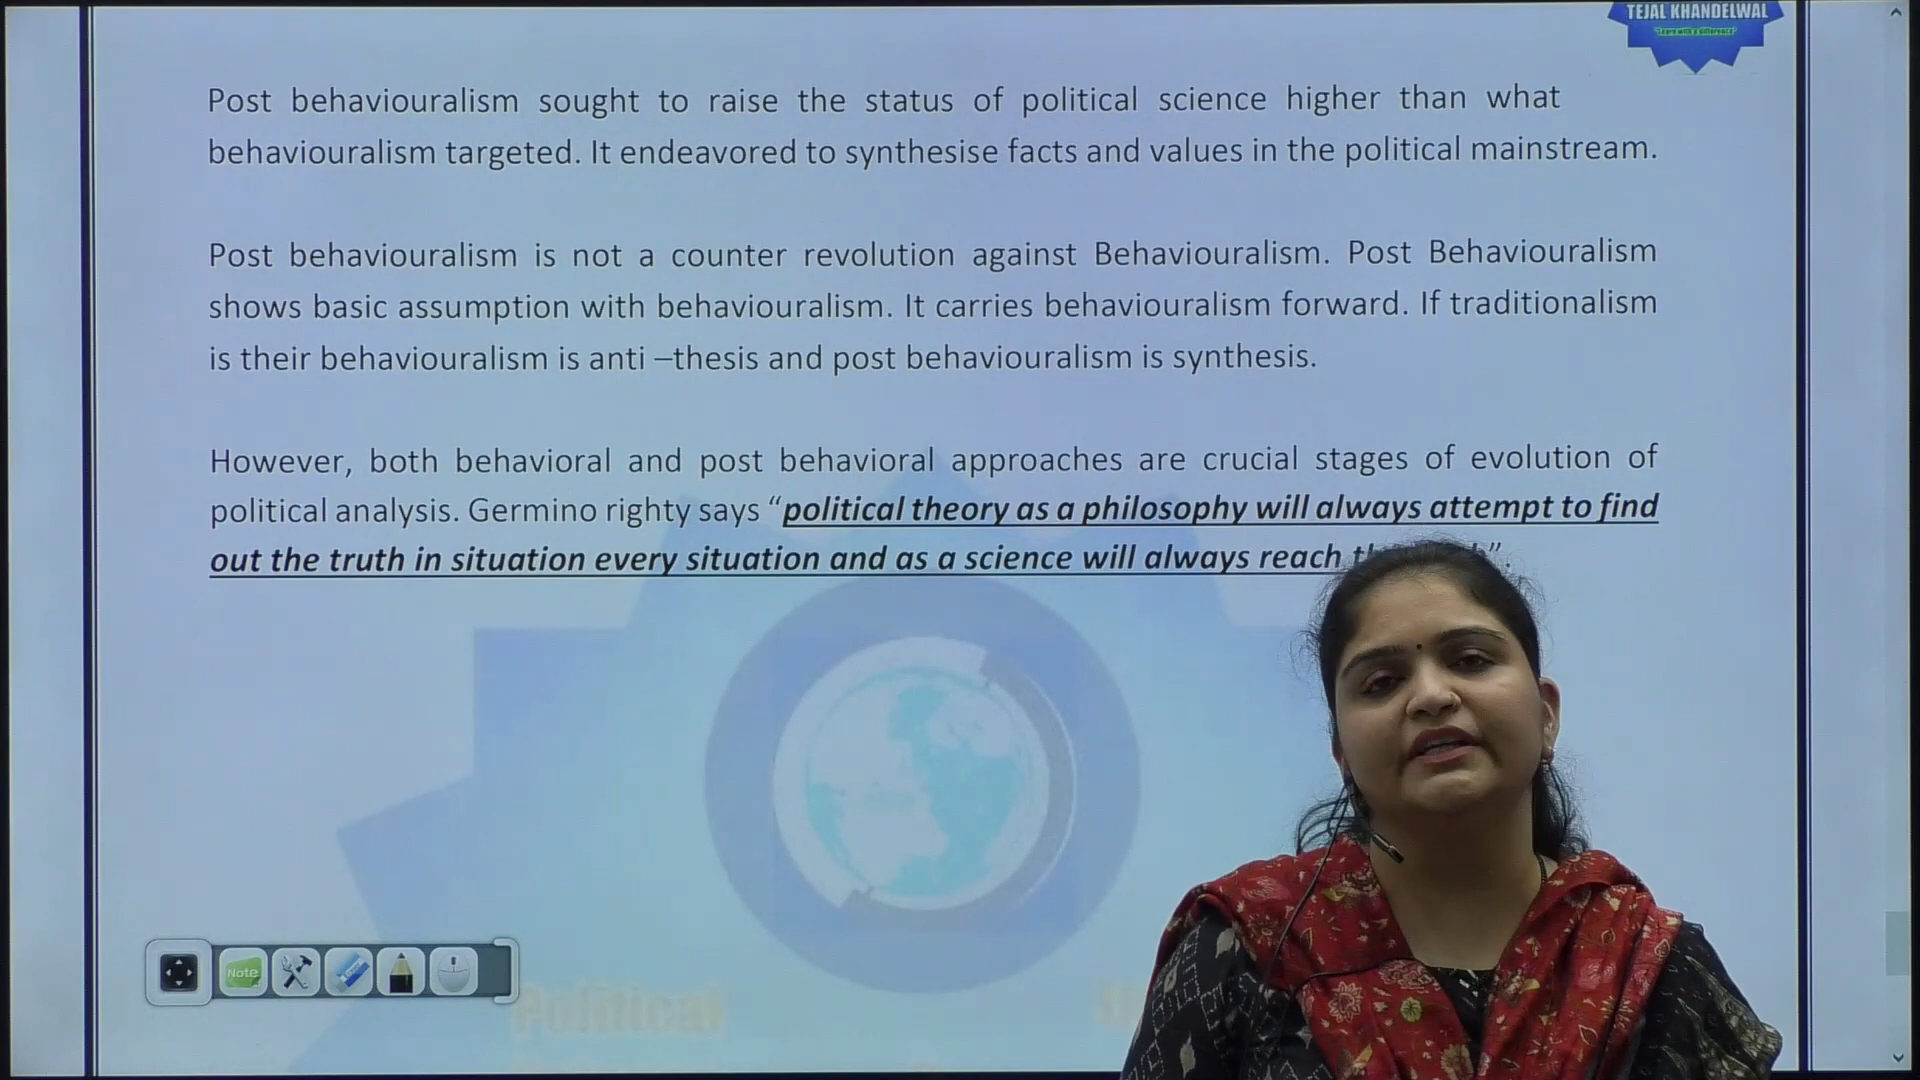 TEJAL KHANDELWAL
"Learn with a difference"
Post behaviouralism sought to raise the status of political science higher than what
behaviouralism targeted. It endeavored to synthesise facts and values in the political mainstream.
Post behaviouralism is not a counter revolution against Behaviouralism. Post Behaviouralism
shows basic assumption with behaviouralism. It carries behaviouralism forward. If traditionalism
is their behaviouralism is anti –thesis and post behaviouralism is synthesis.
However, both behavioral and post behavioral approaches are crucial stages of evolution of
political analysis. Germino righty says “political theory as a philosophy will always attempt to find
out the truth in situation every situation and as a science will always reach
Note
Political